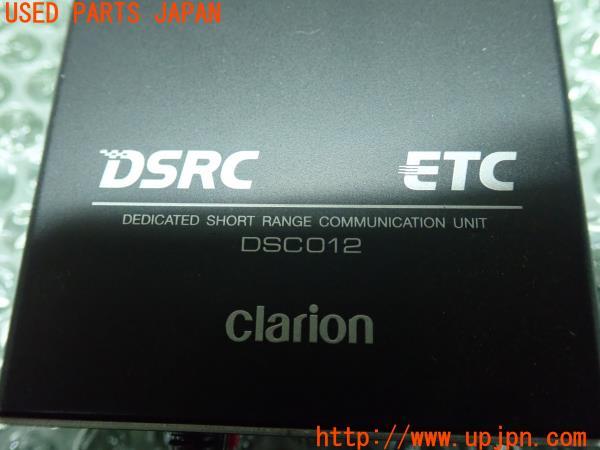 USED PARTS JAPAN
DSRC ETC
DEDICATED SHORT RANGE COMMUNICATION UNIT
DSC012
clarion
http://www.upjpn.com